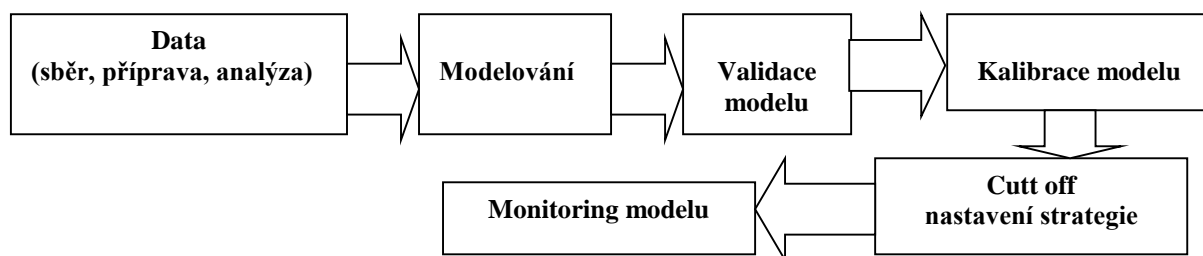 Data
(sběr, příprava, analýza)
Modelování
Validace
modelu
Kalibrace modelu
Cutt off
nastavení strategie
Monitoring modelu